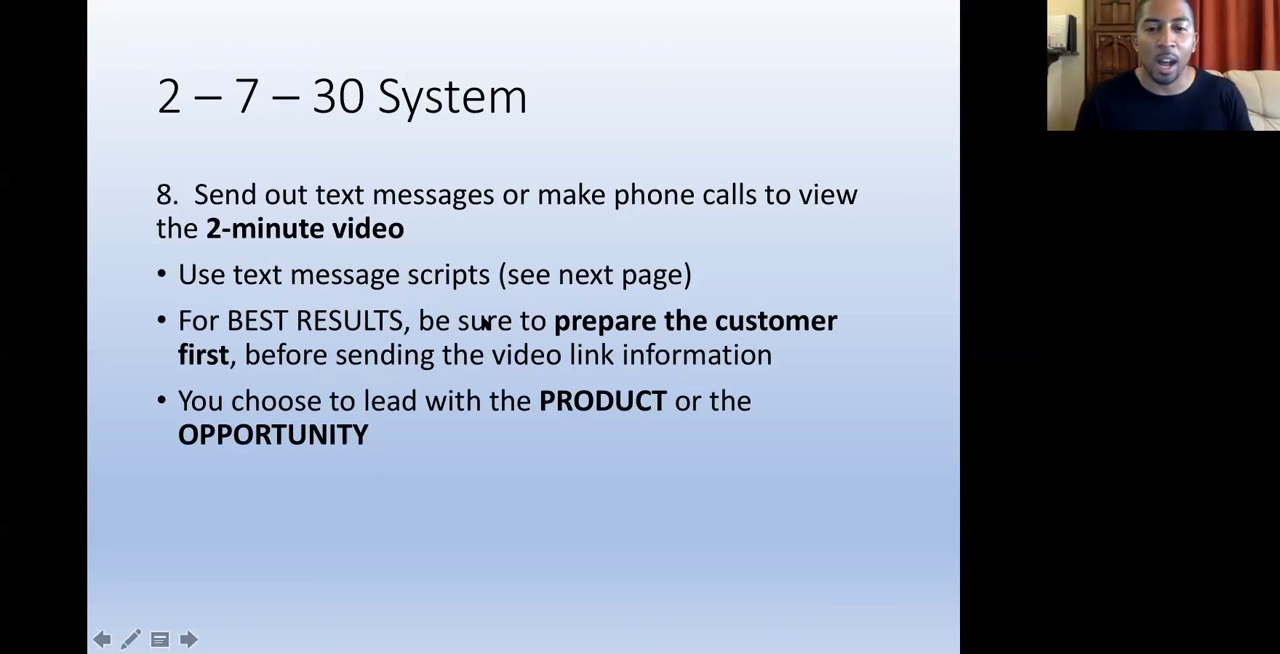 2 – 7 – 30 System
8.  Send out text messages or make phone calls to view
the 2-minute video
• Use text message scripts (see next page)
• For BEST RESULTS, be sure to prepare the customer
first, before sending the video link information
• You choose to lead with the PRODUCT or the
OPPORTUNITY